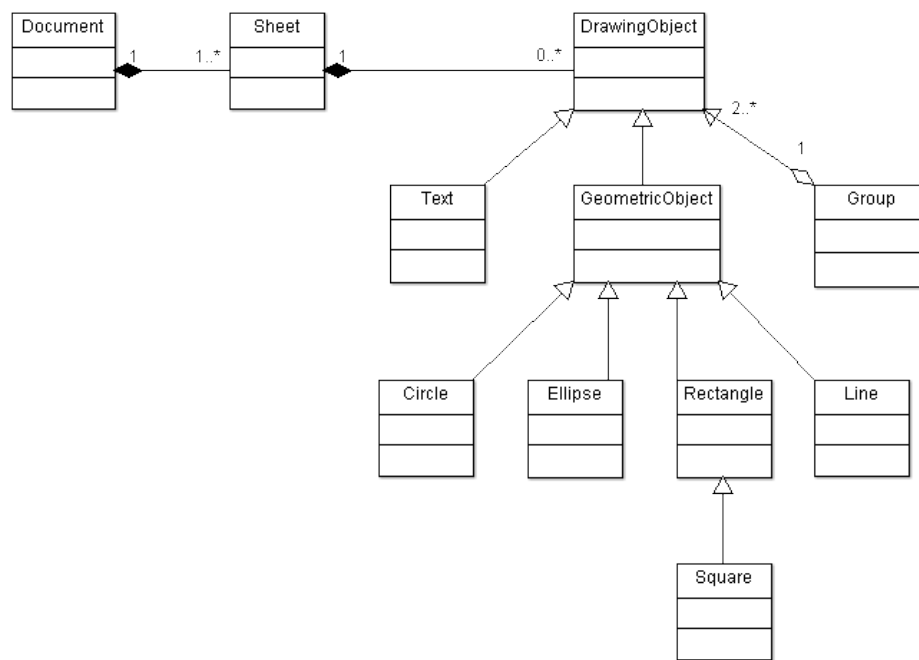 Document
Sheet
DrawingObject
1
1..*
1
0..*
2..*
1
Text
GeometricObject
Group
Circle
Ellipse
Rectangle
Line
Square